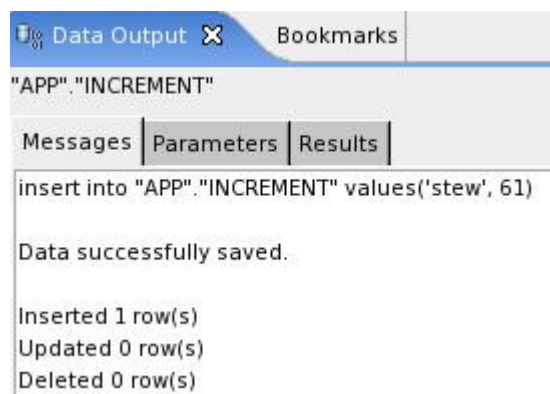 Data Output Bookmarks
"APP"."INCREMENT"
Messages Parameters Results
insert into "APP"."INCREMENT" values('stew', 61)
Data successfully saved.
Inserted 1 row(s)
Updated 0 row(s)
Deleted 0 row(s)